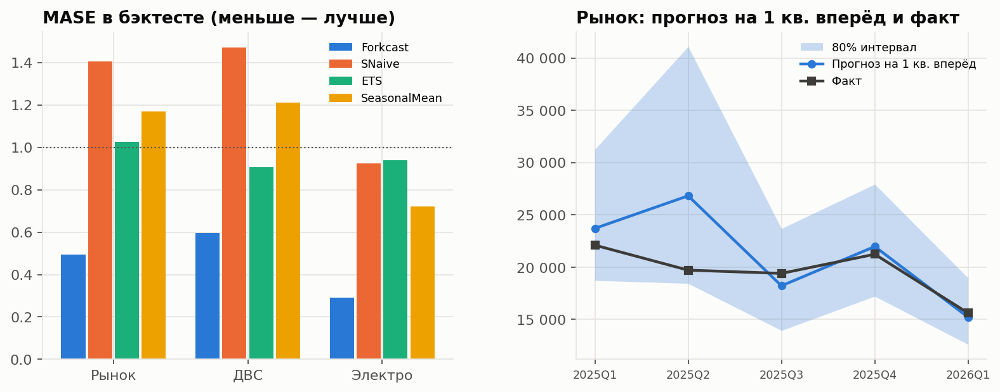 MASE в бэктесте (меньше — лучше)
Forkcast
SNaive
ETS
SeasonalMean
1.4
1.2
1.0
0.8
0.6
0.4
0.2
0.0
Рынок
ДВС
Электро
Рынок: прогноз на 1 кв. вперёд и факт
80% интервал
Прогноз на 1 кв. вперёд
Факт
40 000
35 000
30 000
25 000
20 000
15 000
2025Q1
2025Q2
2025Q3
2025Q4
2026Q1